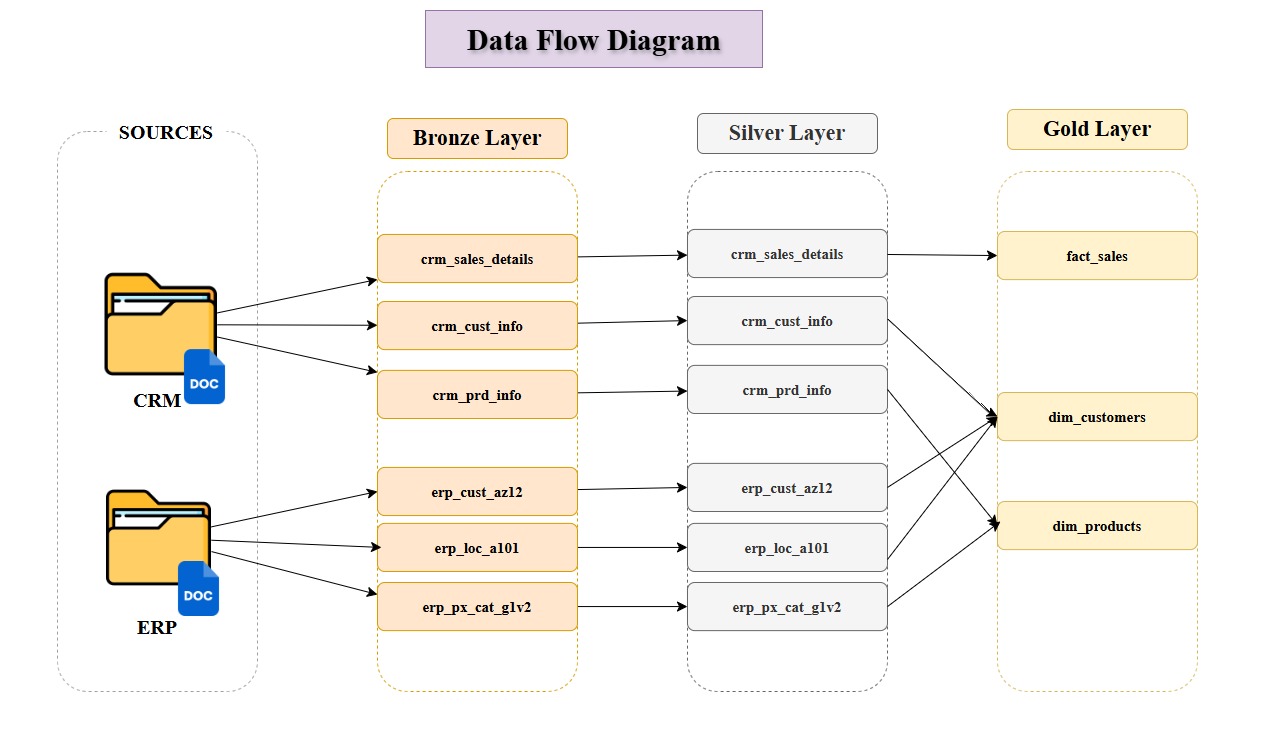 Data Flow Diagram
SOURCES
Bronze Layer
Silver Layer
Gold Layer
crm_sales_details
crm_sales_details
fact_sales
crm_cust_info
crm_cust_info
crm_prd_info
crm_prd_info
DOC
CRM
dim_customers
erp_cust_az12
erp_cust_az12
dim_products
erp_loc_a101
erp_loc_a101
DOC
erp_px_cat_g1v2
erp_px_cat_g1v2
ERP